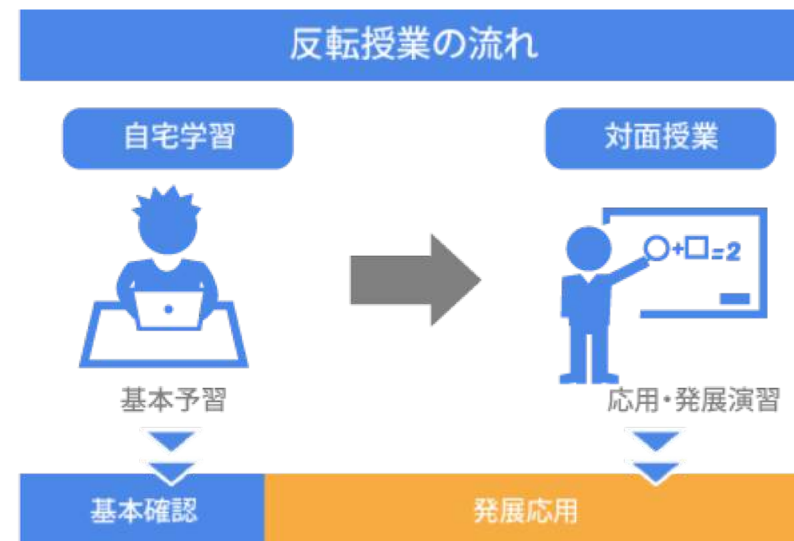 反転授業の流れ
自宅学習
対面授業
○+□=2
基本予習
応用・発展演習
基本確認
発展応用